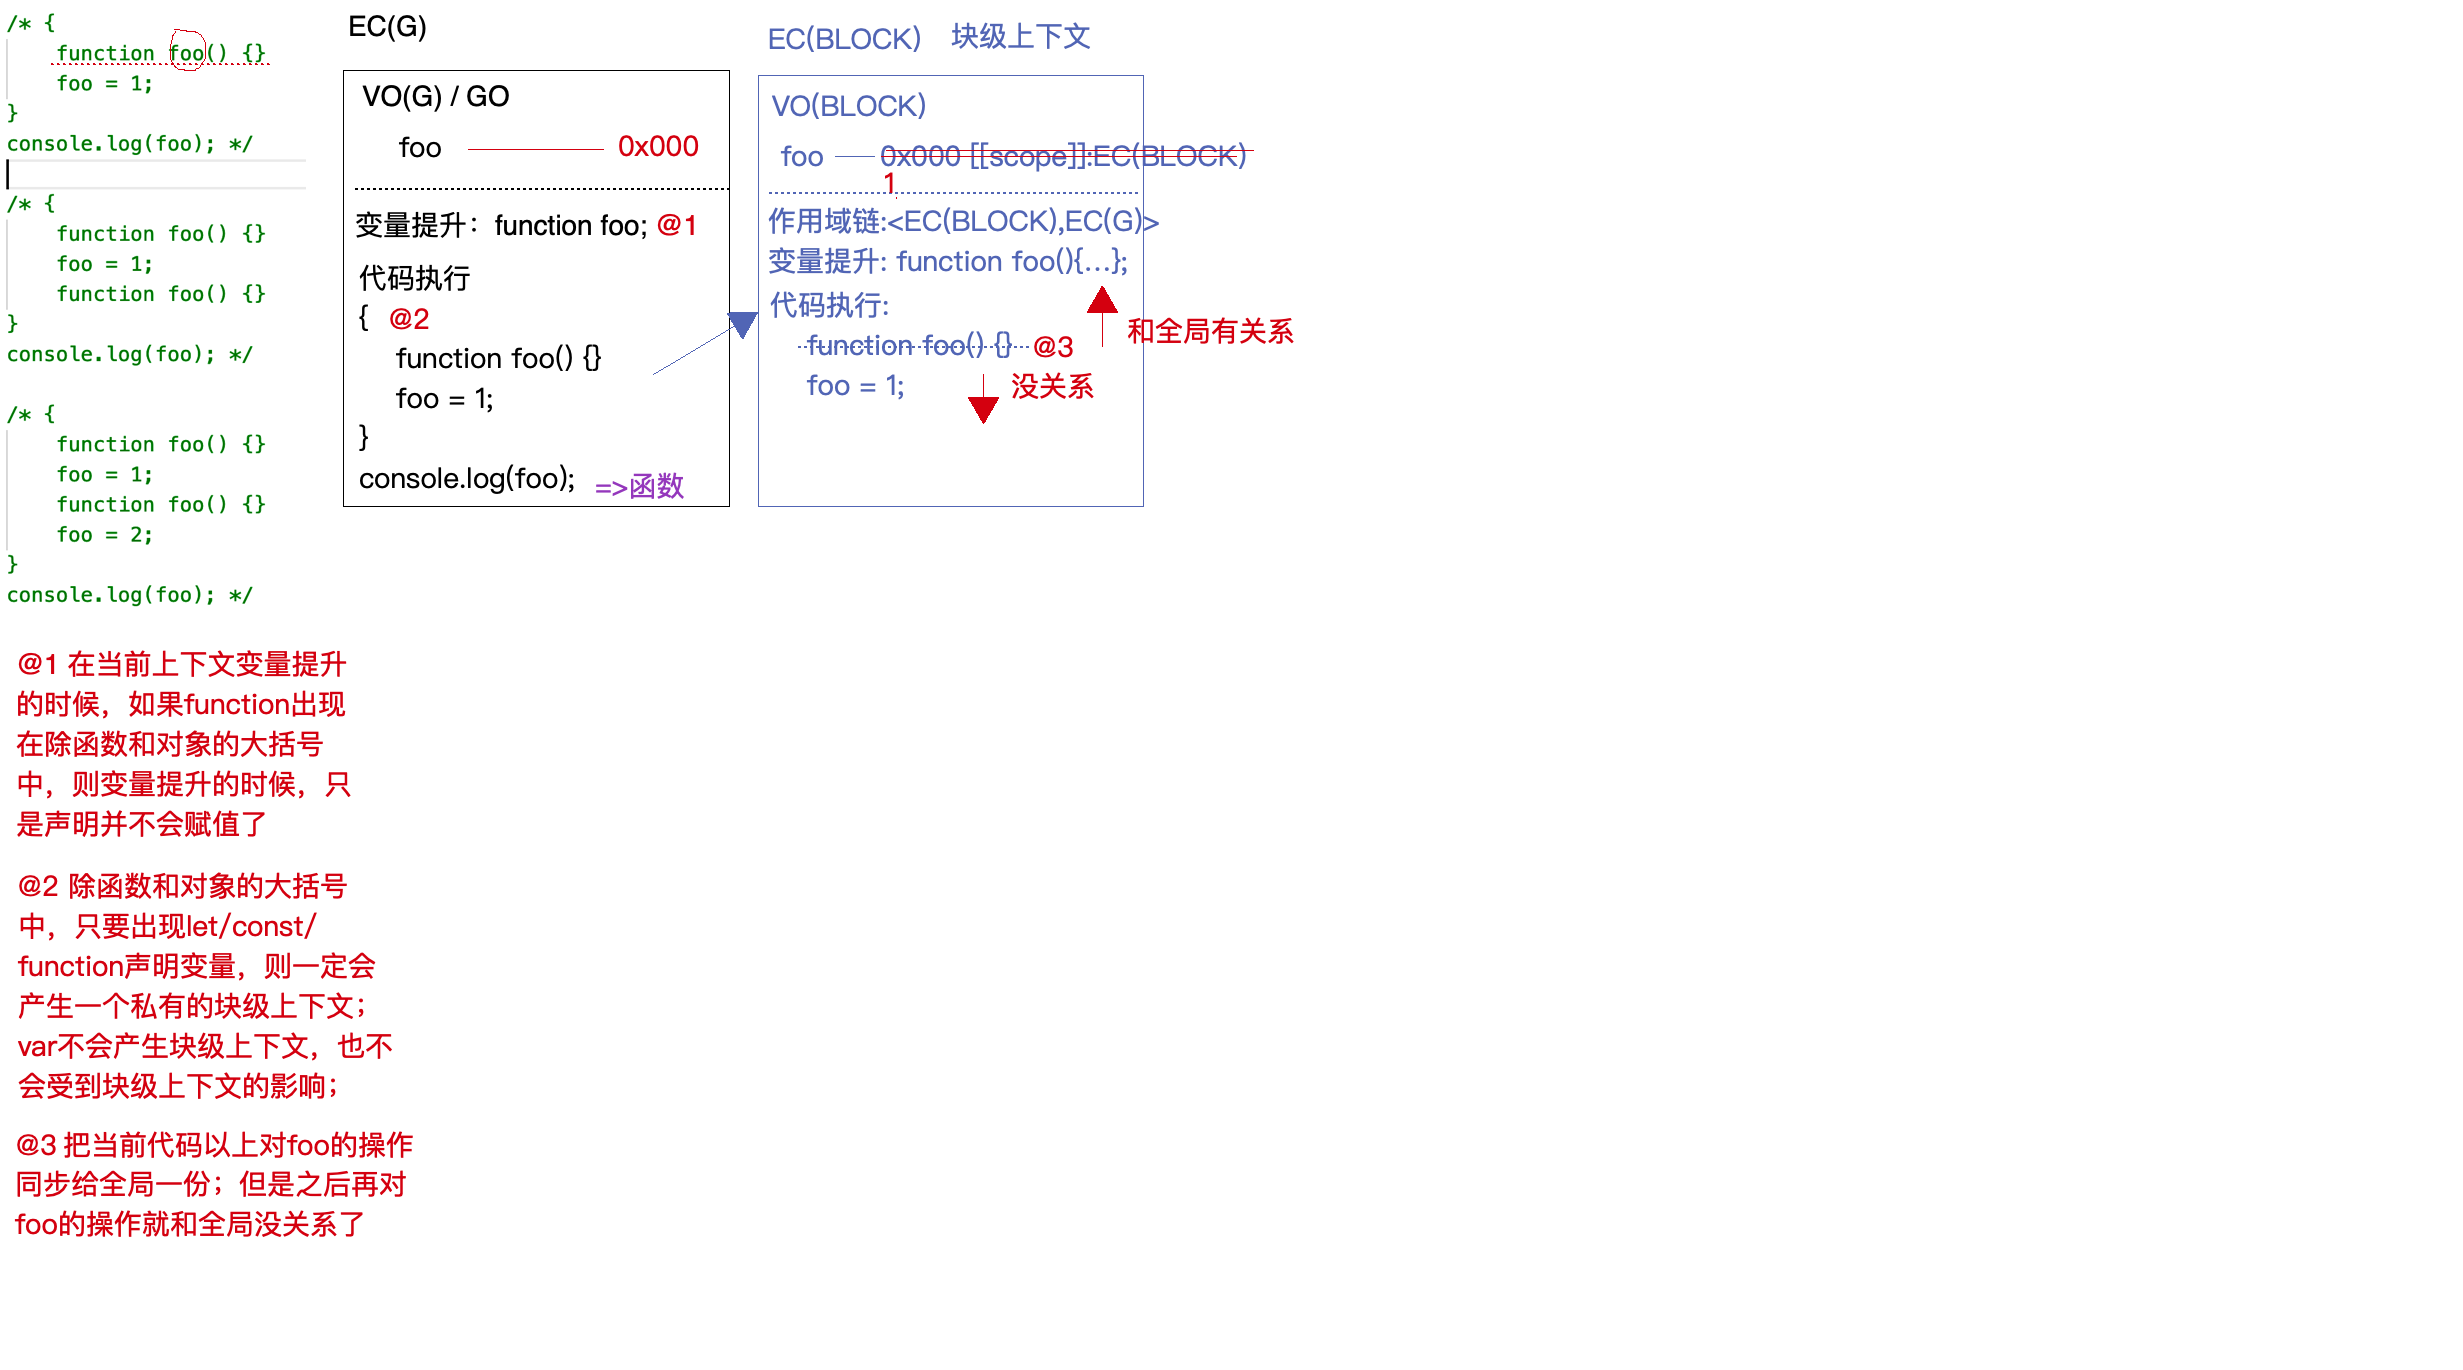 /* {
function foo() {}
foo = 1;
}
console.log(foo); */
/* {
function foo() {}
foo = 1;
function foo() {}
}
console.log(foo); */
/* {
function foo() {}
foo = 1;
function foo() {}
foo = 2;
}
console.log(foo); */
EC(G)
VO(G) / GO
foo 0x000
变量提升：function foo; @1
代码执行
{ @2
function foo() {}
foo = 1;
}
console.log(foo); =>函数
EC(BLOCK) 块级上下文
VO(BLOCK)
foo 0x000 [[scope]]:EC(BLOCK)
1
作用域链:<EC(BLOCK),EC(G)>
变量提升: function foo(){...};
代码执行:
function foo() {} @3
和全局有关系
foo = 1;
没关系
@1 在当前上下文变量提升
的时候，如果function出现
在除函数和对象的大括号
中，则变量提升的时候，只
是声明并不会赋值了
@2 除函数和对象的大括号
中，只要出现let/const/
function声明变量，则一定会
产生一个私有的块级上下文；
var不会产生块级上下文，也不
会受到块级上下文的影响；
@3 把当前代码以上对foo的操作
同步给全局一份；但是之后再对
foo的操作就和全局没关系了